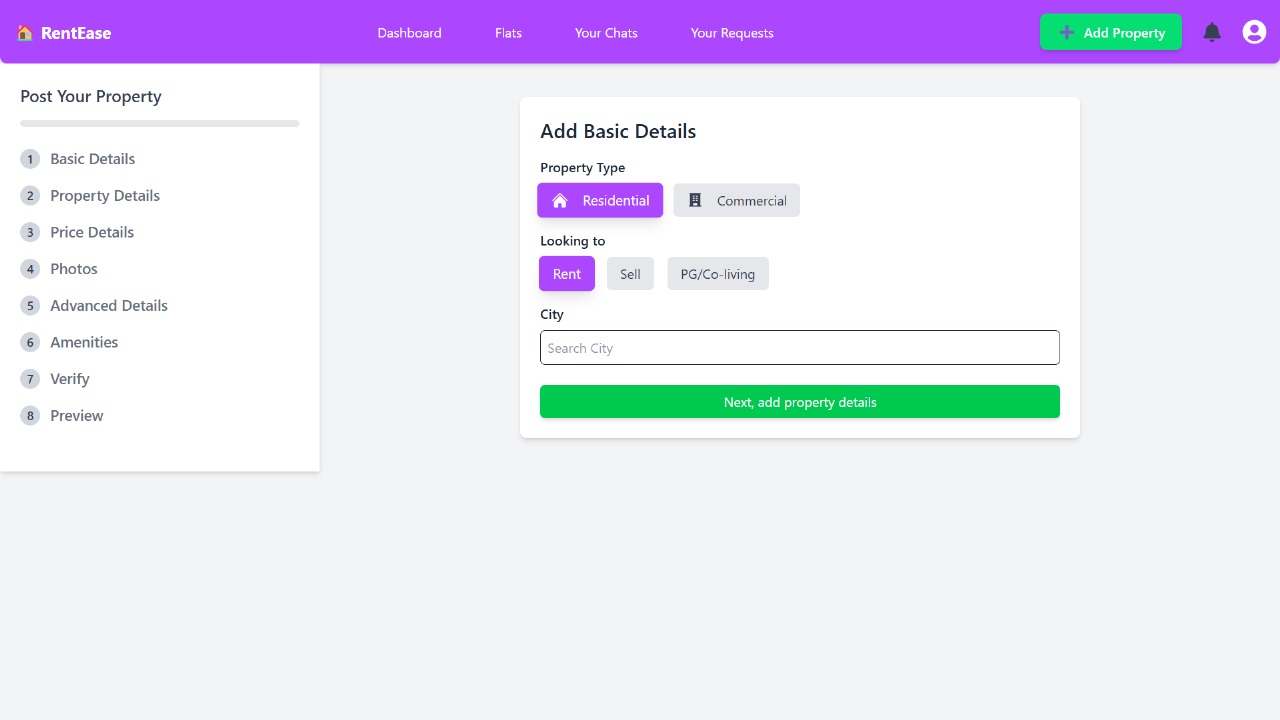 RentEase
Dashboard
Flats
Your Chats
Your Requests
Add Property
Post Your Property
1 Basic Details
2 Property Details
3 Price Details
4 Photos
5 Advanced Details
6 Amenities
7 Verify
8 Preview
Add Basic Details
Property Type
Residential
Commercial
Looking to
Rent
Sell
PG/Co-living
City
Search City
Next, add property details